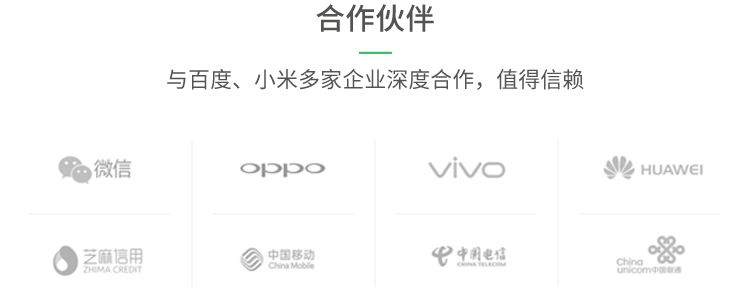 合作伙伴
与百度、小米多家企业深度合作，值得信赖
微信
oppo
vivo
HUAWEI
芝麻信用
ZHIMA CREDIT
中国移动
China Mobile
中国电信
CHINA TELECOM
China
unicom中国联通